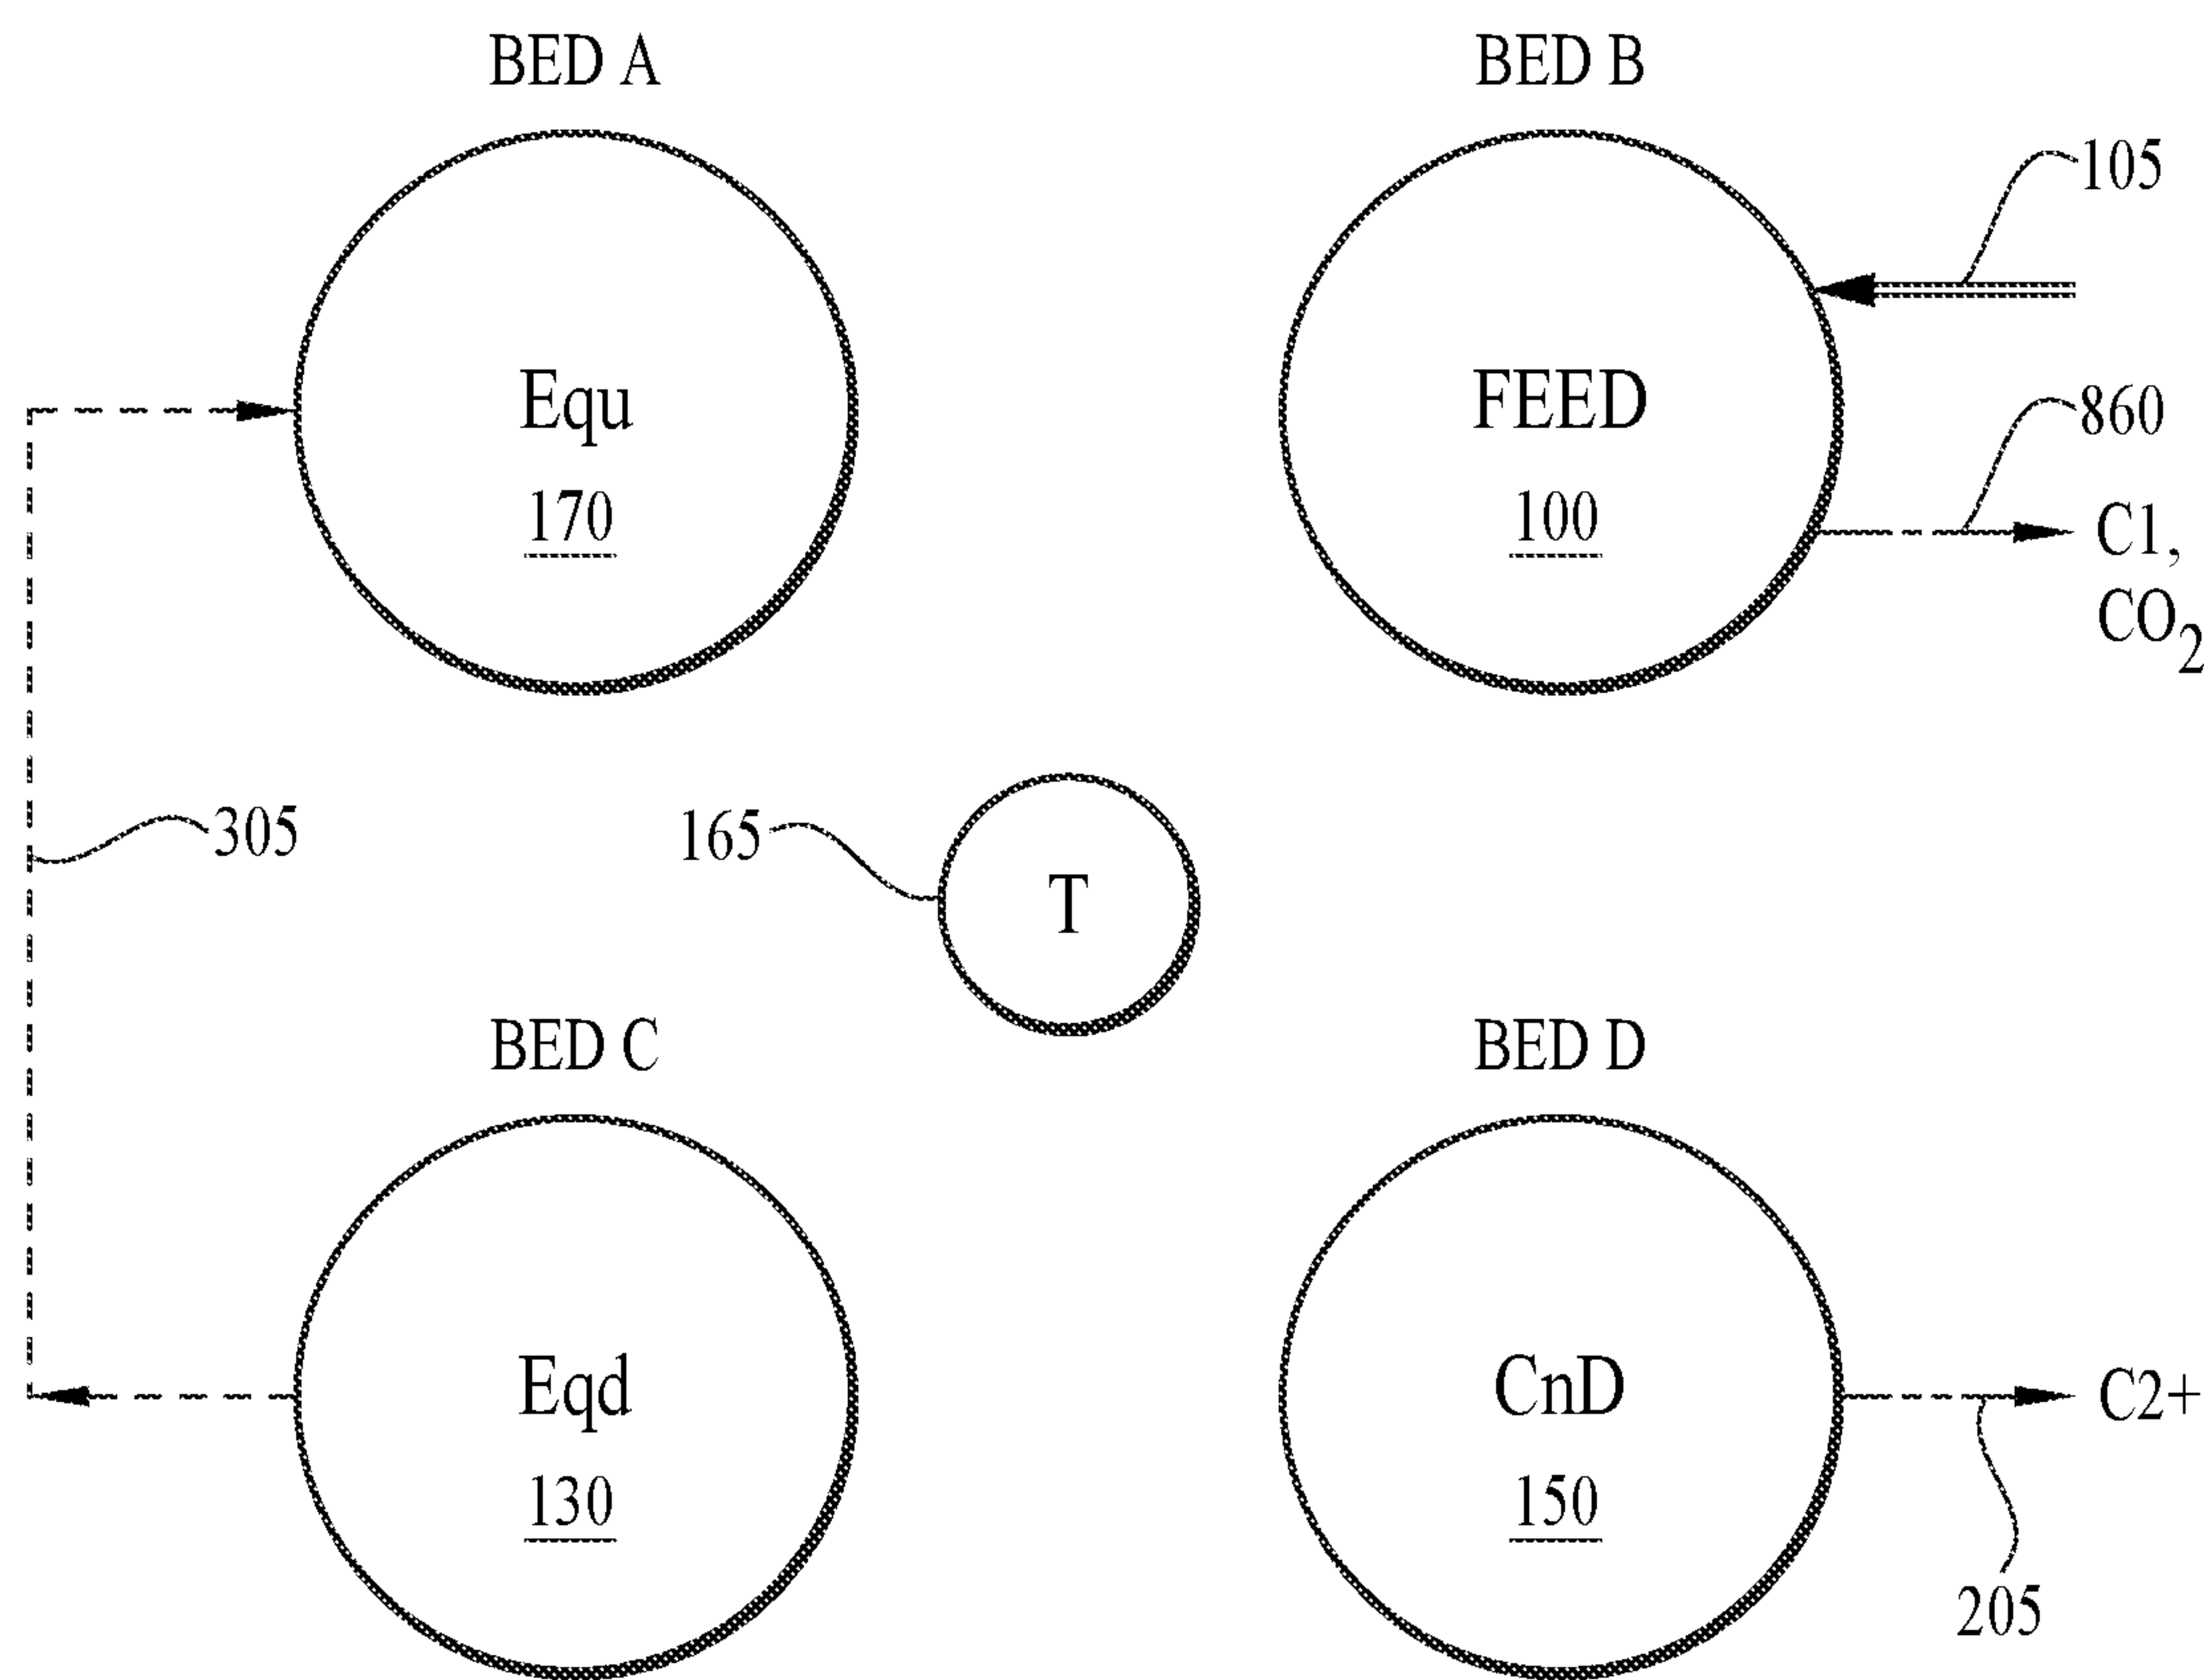 BED A
BED B
105
Equ
170
FEED
100
860
C1,
CO2
305
165
T
BED C
BED D
Eqd
130
CnD
150
C2+
205